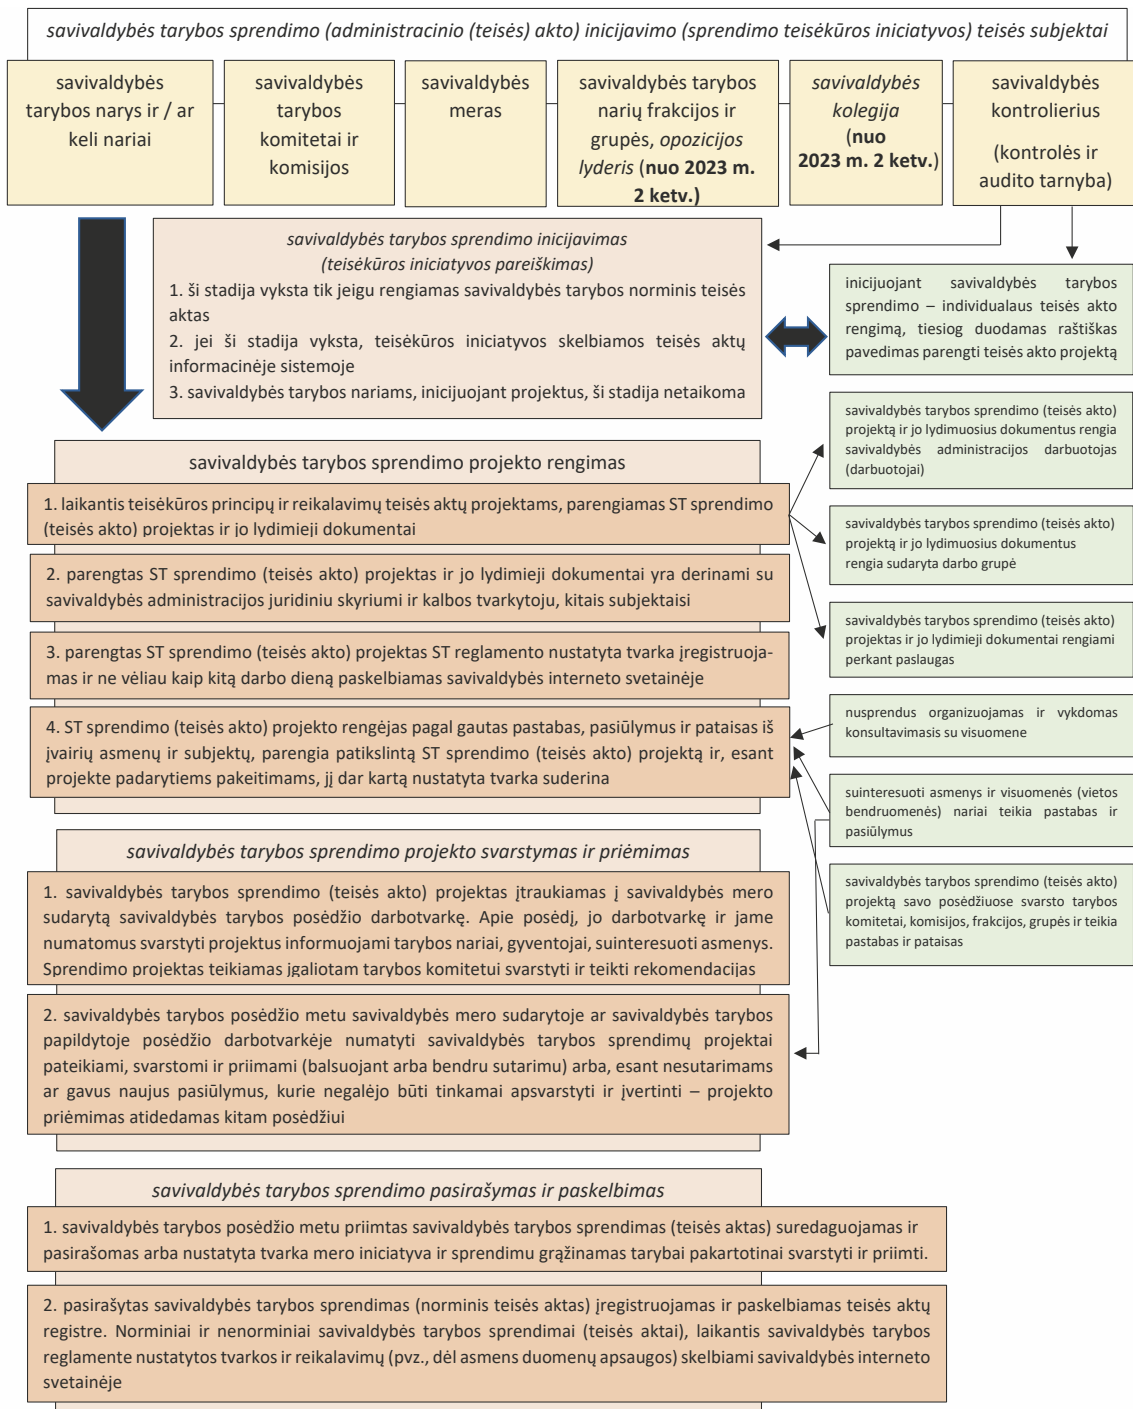 savivaldybės tarybos sprendimo (administracinio (teisės) akto) inicijavimo (sprendimo teisėkūros iniciatyvos) teisės subjektai
savivaldybės
tarybos narys ir / ar
keli nariai
savivaldybės
tarybos
komitetai ir
komisijos
savivaldybės
meras
savivaldybės tarybos
narių frakcijos ir
grupės, opozicijos
lyderis (nuo 2023 m.
2 ketv.)
savivaldybės
kolegija
(nuo
2023 m. 2 ketv.)
savivaldybės
kontrolierius
(kontrolės ir
audito tarnyba)
savivaldybės tarybos sprendimo inicijavimas
(teisėkūros iniciatyvos pareiškimas)
1. ši stadija vyksta tik jeigu rengiamas savivaldybės tarybos norminis teisės
aktas
2. jei ši stadija vyksta, teisėkūros iniciatyvos skelbiamos teisės aktų
informacinėje sistemoje
3. savivaldybės tarybos nariams, inicijuojant projektus, ši stadija netaikoma
inicijuojant savivaldybės tarybos
sprendimo – individualaus teisės akto
rengimą, tiesiog duodamas raštiškas
pavedimas parengti teisės akto projektą
savivaldybės tarybos sprendimo projekto rengimas
1. laikantis teisėkūros principų ir reikalavimų teisės aktų projektams, parengiamas ST sprendimo
(teisės akto) projektas ir jo lydimieji dokumentai
2. parengtas ST sprendimo (teisės akto) projektas ir jo lydimieji dokumentai yra derinami su
savivaldybės administracijos juridiniu skyriumi ir kalbos tvarkytoju, kitais subjektaisi
3. parengtas ST sprendimo (teisės akto) projektas ST reglamento nustatyta tvarka įregistruoja-
mas ir ne vėliau kaip kitą darbo dieną paskelbiamas savivaldybės interneto svetainėje
4. ST sprendimo (teisės akto) projekto rengėjas pagal gautas pastabas, pasiūlymus ir pataisas iš
įvairių asmenų ir subjektų, parengia patikslintą ST sprendimo (teisės akto) projektą ir, esant
projekte padarytiems pakeitimams, jį dar kartą nustatyta tvarka suderina
savivaldybės tarybos sprendimo (teisės akto)
projektą ir jo lydimuosius dokumentus rengia
savivaldybės administracijos darbuotojas
(darbuotojai)
savivaldybės tarybos sprendimo (teisės akto)
projektą ir jo lydimuosius dokumentus
rengia sudaryta darbo grupė
savivaldybės tarybos sprendimo (teisės akto)
projektas ir jo lydimieji dokumentai rengiami
perkant paslaugas
nusprendus organizuojamas ir vykdomas
konsultavimasis su visuomene
suinteresuoti asmenys ir visuomenės (vietos
bendruomenės) nariai teikia pastabas ir
pasiūlymus
savivaldybės tarybos sprendimo (teisės akto)
projektą savo posėdžiuose svarsto tarybos
komitetai, komisijos, frakcijos, grupės ir teikia
pastabas ir pataisas
savivaldybės tarybos sprendimo projekto svarstymas ir priėmimas
1. savivaldybės tarybos sprendimo (teisės akto) projektas įtraukiamas į savivaldybės mero
sudarytą savivaldybės tarybos posėdžio darbotvarkę. Apie posėdį, jo darbotvarkę ir jame
numatomus svarstyti projektus informuojami tarybos nariai, gyventojai, suinteresuoti asmenys.
Sprendimo projektas teikiamas įgaliotam tarybos komitetui svarstyti ir teikti rekomendacijas
2. savivaldybės tarybos posėdžio metu savivaldybės mero sudarytoje ar savivaldybės tarybos
papildytoje posėdžio darbotvarkėje numatyti savivaldybės tarybos sprendimų projektai
pateikiami, svarstomi ir priimami (balsuojant arba bendru sutarimu) arba, esant nesutarimams
ar gavus naujus pasiūlymus, kurie negalėjo būti tinkamai apsvarstyti ir įvertinti – projekto
priėmimas atidedamas kitam posėdžiui
savivaldybės tarybos sprendimo pasirašymas ir paskelbimas
1. savivaldybės tarybos posėdžio metu priimtas savivaldybės tarybos sprendimas (teisės aktas) suredaguojamas ir
pasirašomas arba nustatyta tvarka mero iniciatyva ir sprendimu grąžinamas tarybai pakartotinai svarstyti ir priimti.
2. pasirašytas savivaldybės tarybos sprendimas (norminis teisės aktas) įregistruojamas ir paskelbiamas teisės aktų
registre. Norminiai ir nenorminiai savivaldybės tarybos sprendimai (teisės aktai), laikantis savivaldybės tarybos
reglamente nustatytos tvarkos ir reikalavimų (pvz., dėl asmens duomenų apsaugos) skelbiami savivaldybės interneto
svetainėje